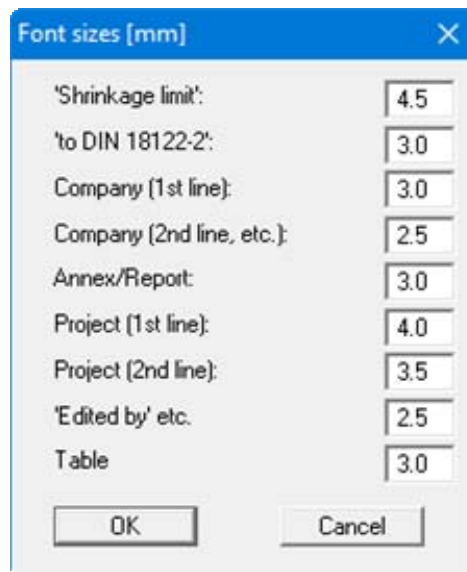 Font sizes [mm]
'Shrinkage limit': 4.5
'to DIN 18122-2': 3.0
Company (1st line): 3.0
Company (2nd line, etc.): 2.5
Annex/Report: 3.0
Project (1st line): 4.0
Project (2nd line): 3.5
'Edited by' etc. 2.5
Table 3.0
OK Cancel